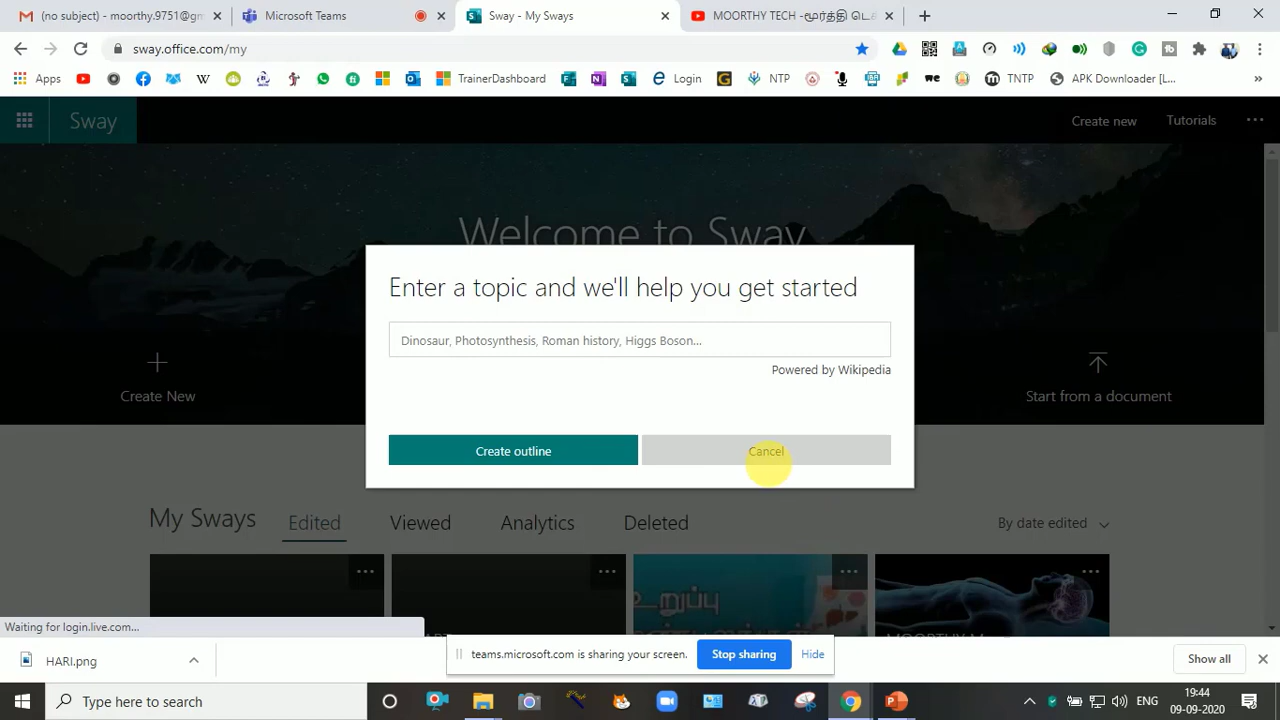 (no subject) - moorthy.9751@gm
Microsoft Teams
Sway - My Sways
MOORTHY TECH -
sway.office.com/my
Apps
TrainerDashboard
Login
NTP
TNTP
APK Downloader [L...
Sway
Create new
Tutorials
Welcome to Sway
Enter a topic and we'll help you get started
Dinosaur, Photosynthesis, Roman history, Higgs Boson...
Powered by Wikipedia
Create New
Start from a document
Create outline
Cancel
My Sways
Edited
Viewed
Analytics
Deleted
By date edited
உறுப்பு
Waiting for login.live.com...
teams.microsoft.com is sharing your screen.
Stop sharing
Hide
HARI.png
Show all
Type here to search
ENG
19:44
09-09-2020